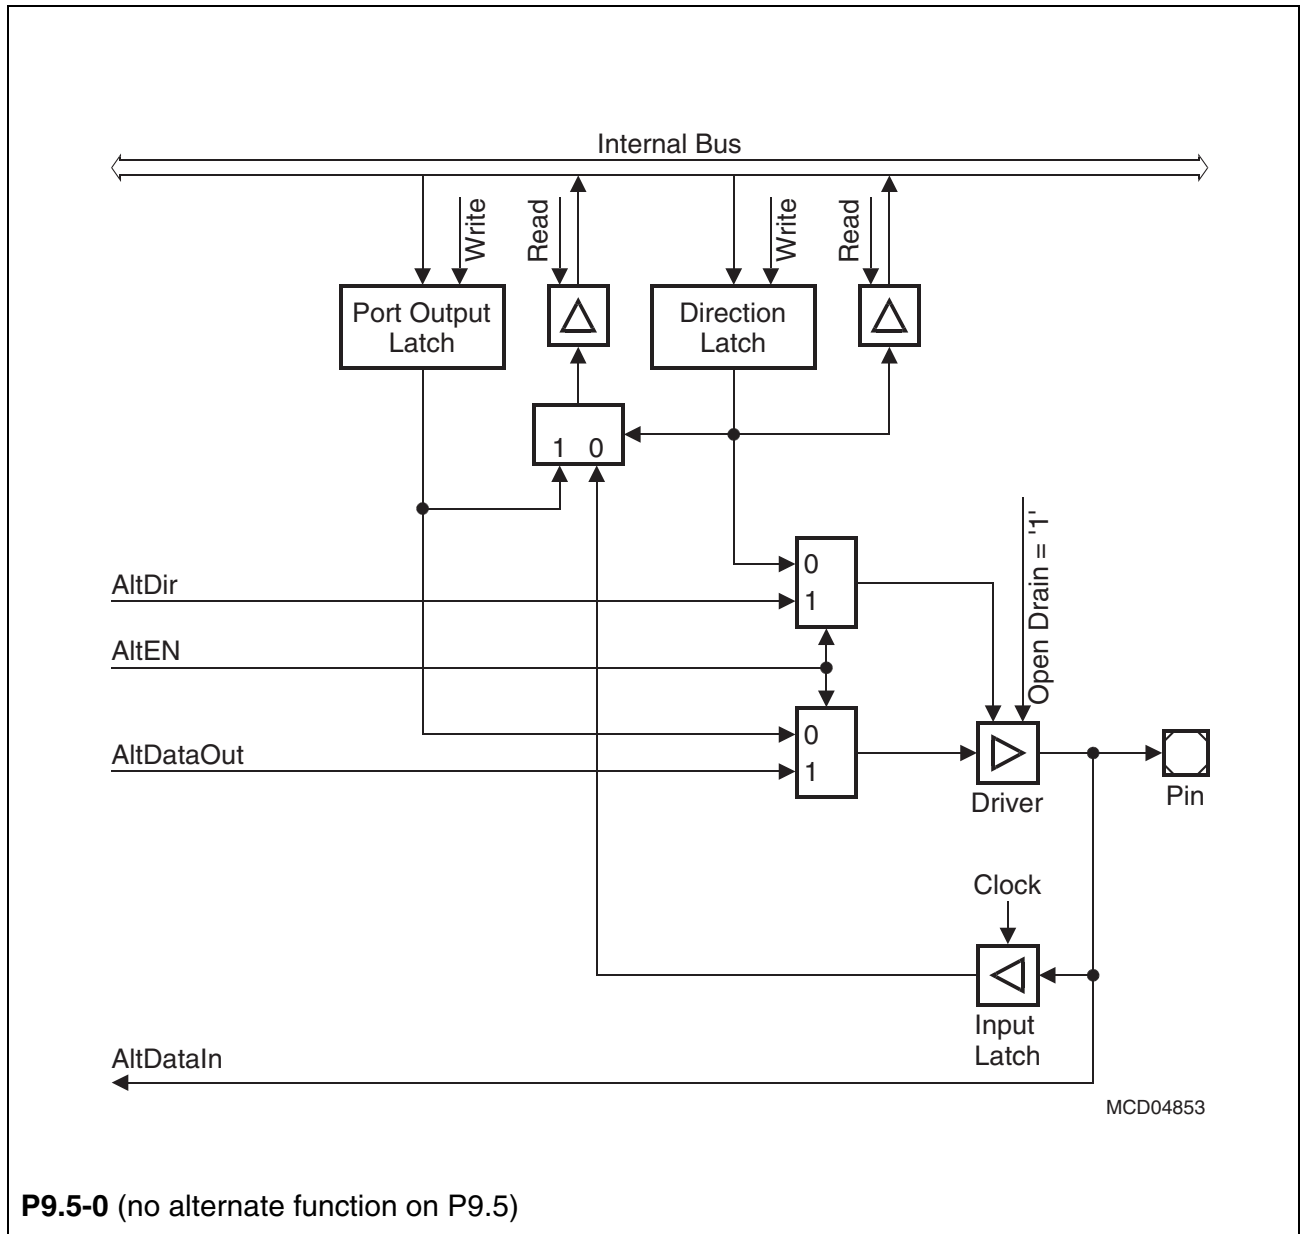 Internal Bus
Write
Read
Write
Read
Port Output
Latch
Direction
Latch
1 0
Open Drain = '1'
0
AltDir
1
AltEN
0
AltDataOut
1
Driver
Pin
Clock
Input
Latch
AltDataIn
MCD04853
P9.5-0 (no alternate function on P9.5)